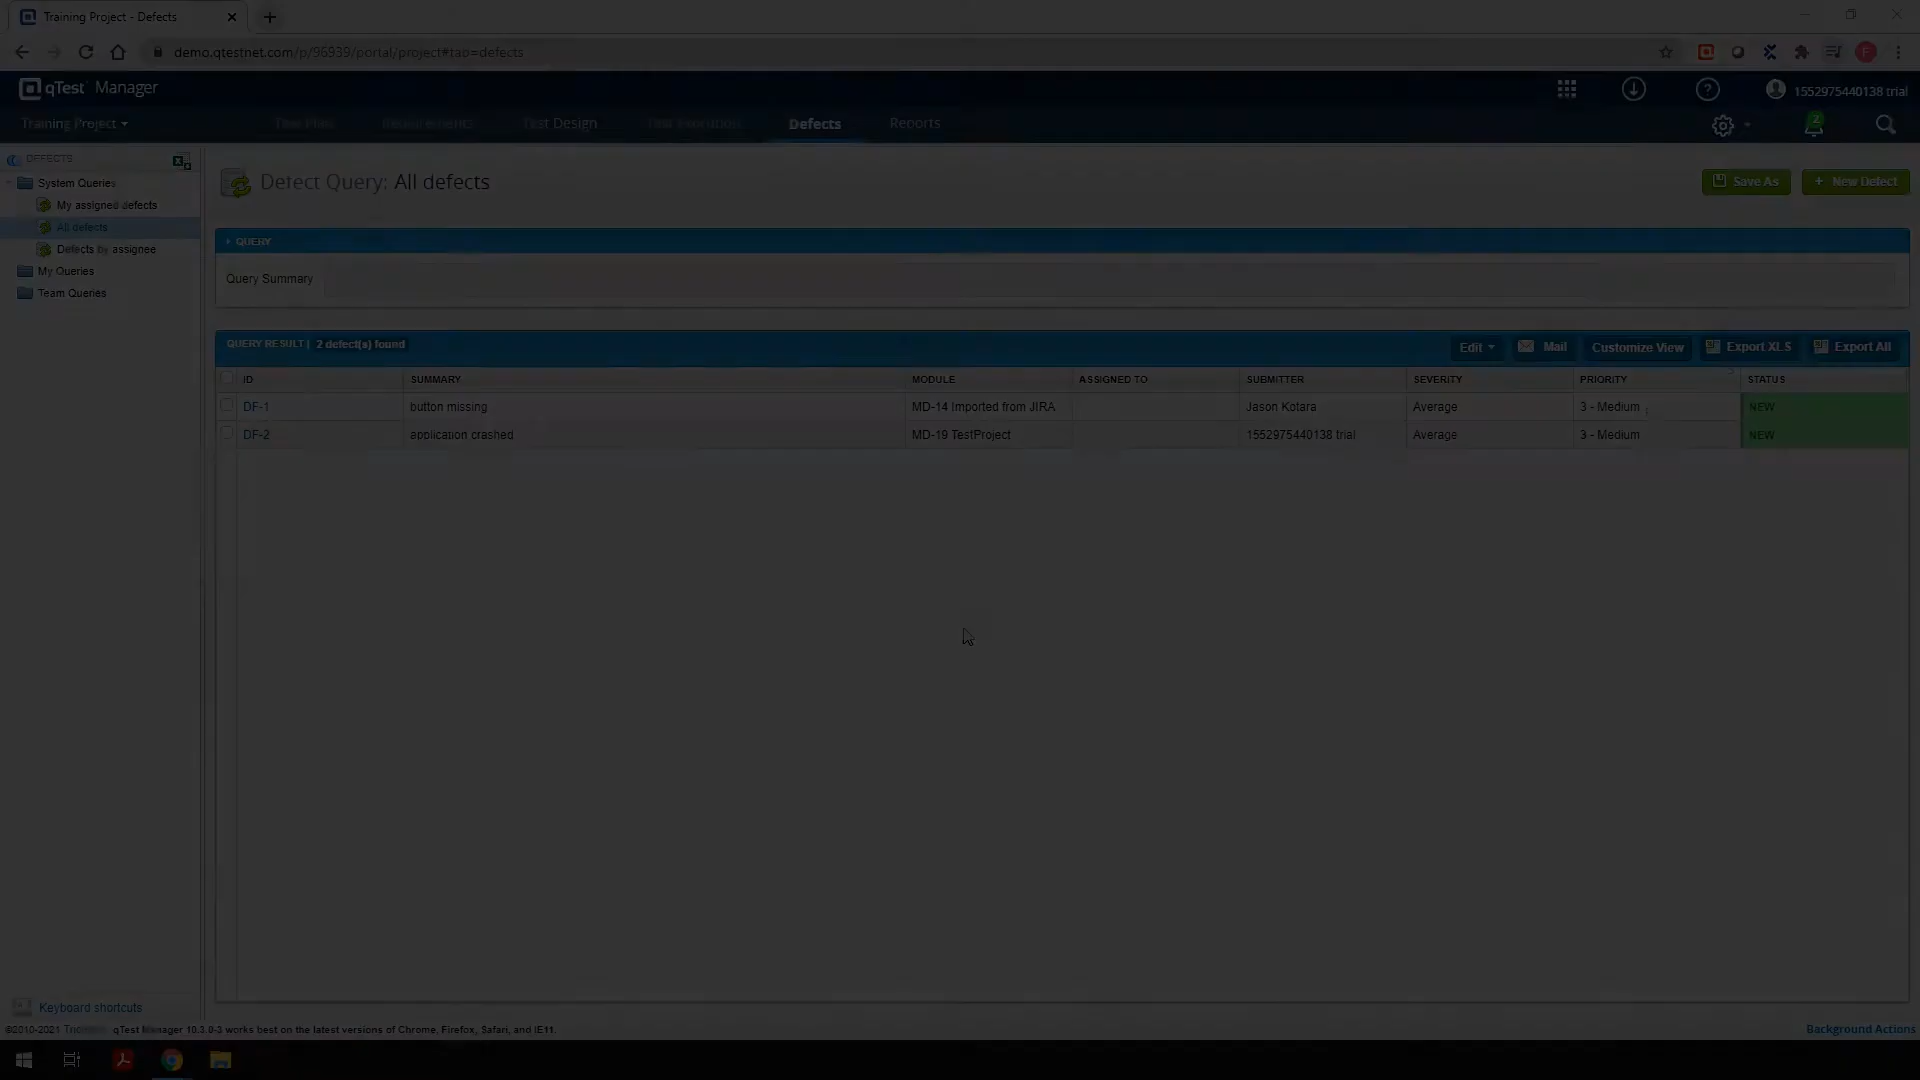 Training Project - Defects
demo.qtestnet.com/p/96939/portal/project#tab=defects
qTest Manager
1552975440138 trial
Training Project
Test Plan
Requirements
Test Design
Test Execution
Defects
Reports
2
DEFECTS
System Queries
My assigned defects
All defects
Defects by assignee
My Queries
Team Queries
Defect Query: All defects
Save As
+ New Defect
QUERY
Query Summary
QUERY RESULT | 2 defect(s) found
Edit
Mail
Customize View
Export XLS
Export All
ID SUMMARY MODULE ASSIGNED TO SUBMITTER SEVERITY PRIORITY STATUS
DF-1 button missing MD-14 Imported from JIRA Jason Kotara Average 3 - Medium NEW
DF-2 application crashed MD-19 TestProject 1552975440138 trial Average 3 - Medium NEW
Keyboard shortcuts
©2010-2021 qTest Manager 10.3.0-3 works best on the latest versions of Chrome, Firefox, Safari, and IE11.
Background Actions